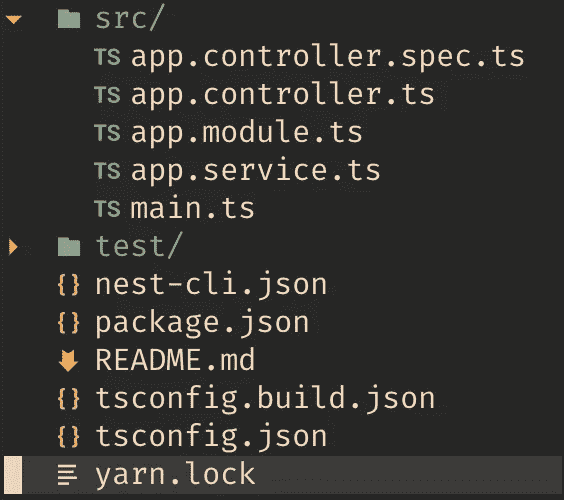 src/
TS app.controller.spec.ts
TS app.controller.ts
TS app.module.ts
TS app.service.ts
TS main.ts
test/
{} nest-cli.json
{} package.json
README.md
{} tsconfig.build.json
{} tsconfig.json
yarn.lock